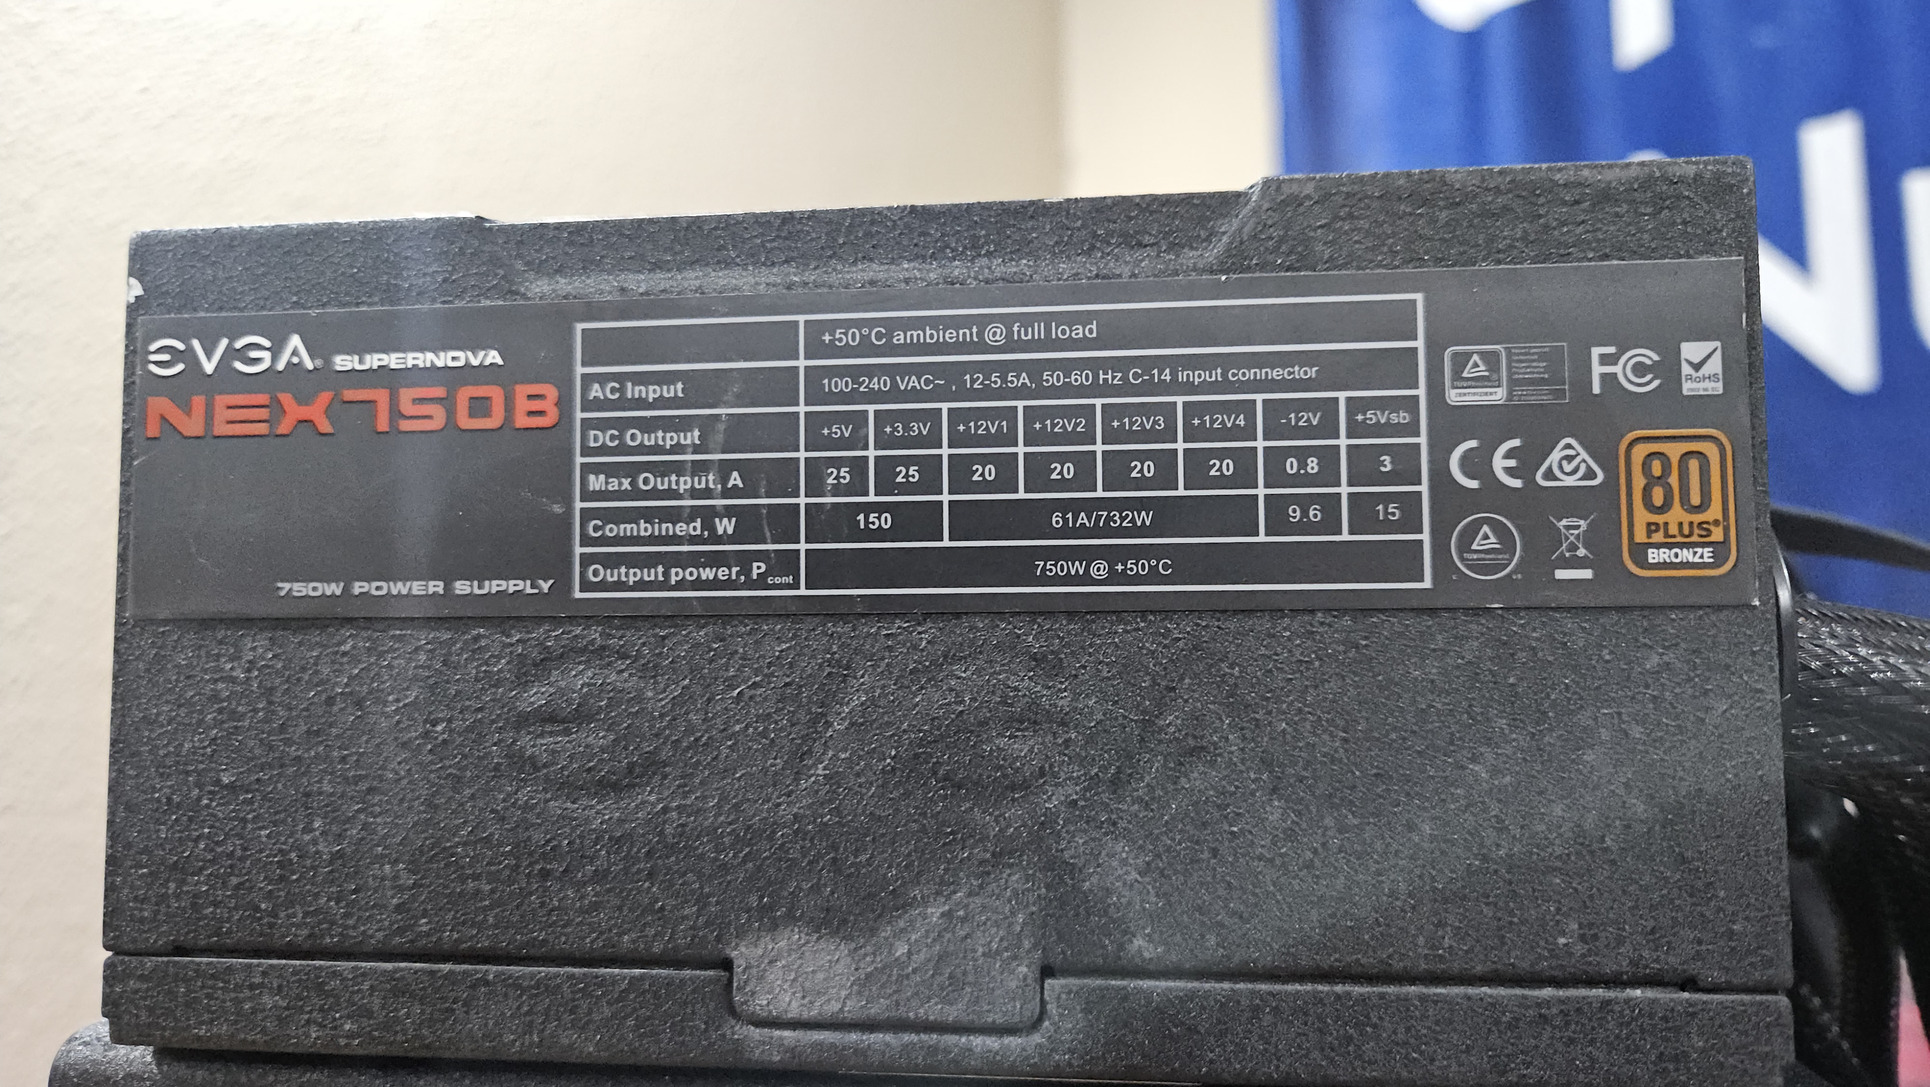 EVGA® SUPERNOVA
NEX750B
750W POWER SUPPLY
+50°C ambient @ full load
AC Input 100-240 VAC~ , 12-5.5A, 50-60 Hz C-14 input connector
DC Output +5V +3.3V +12V1 +12V2 +12V3 +12V4 -12V +5Vsb
Max Output, A 25 25 20 20 20 20 0.8 3
Combined, W 150 61A/732W 9.6 15
Output power, Pcont 750W @ +50°C
TÜVRheinland
ZERTIFIZIERT
FC
RoHS
CE
TÜVRheinland
80
PLUS®
BRONZE